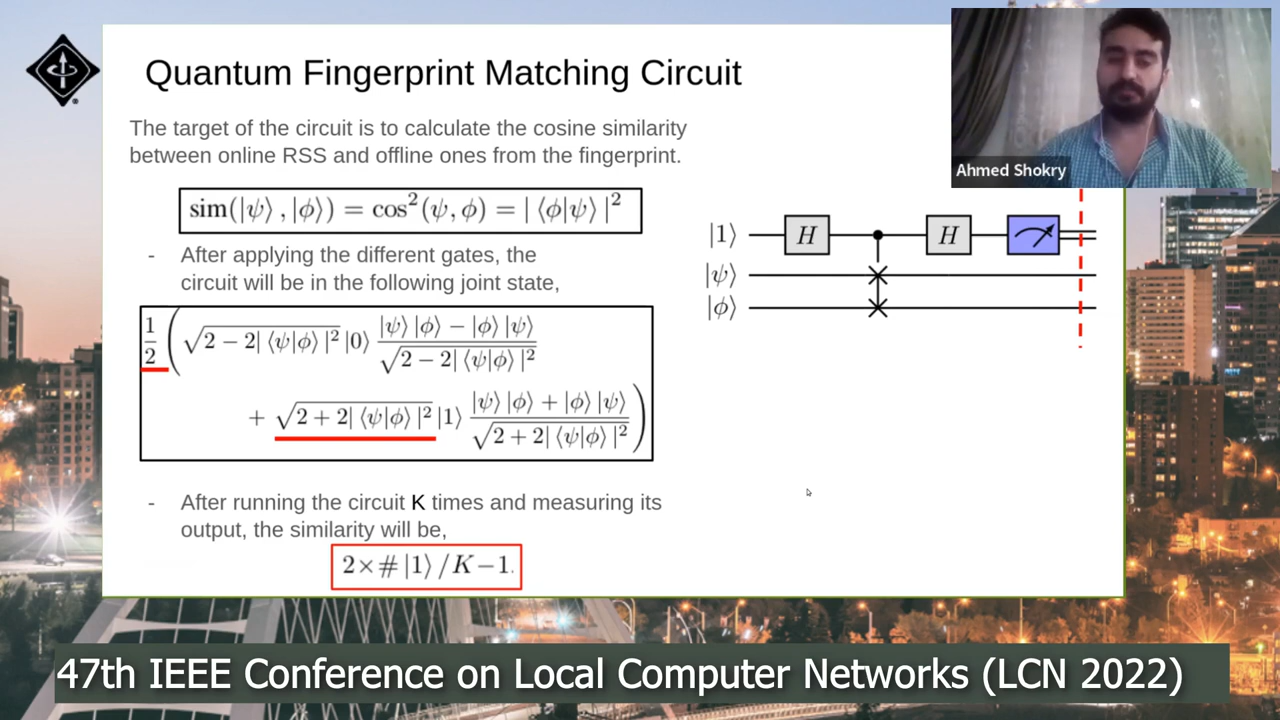 Quantum Fingerprint Matching Circuit
The target of the circuit is to calculate the cosine similarity
between online RSS and offline ones from the fingerprint.
sim(|ψ⟩, |ϕ⟩) = cos²(ψ, ϕ) = | ⟨ϕ|ψ⟩ |²
- After applying the different gates, the
circuit will be in the following joint state,
1/2 ( √(2 − 2| ⟨ψ|ϕ⟩ |²) |0⟩ (|ψ⟩ |ϕ⟩ − |ϕ⟩ |ψ⟩) / √(2 − 2| ⟨ψ|ϕ⟩ |²)
+ √(2 + 2| ⟨ψ|ϕ⟩ |²) |1⟩ (|ψ⟩ |ϕ⟩ + |ϕ⟩ |ψ⟩) / √(2 + 2| ⟨ψ|ϕ⟩ |²) )
- After running the circuit K times and measuring its
output, the similarity will be,
2×# |1⟩ /K−1.
Ahmed Shokry
|1⟩ H H
|ψ⟩
|ϕ⟩
47th IEEE Conference on Local Computer Networks (LCN 2022)